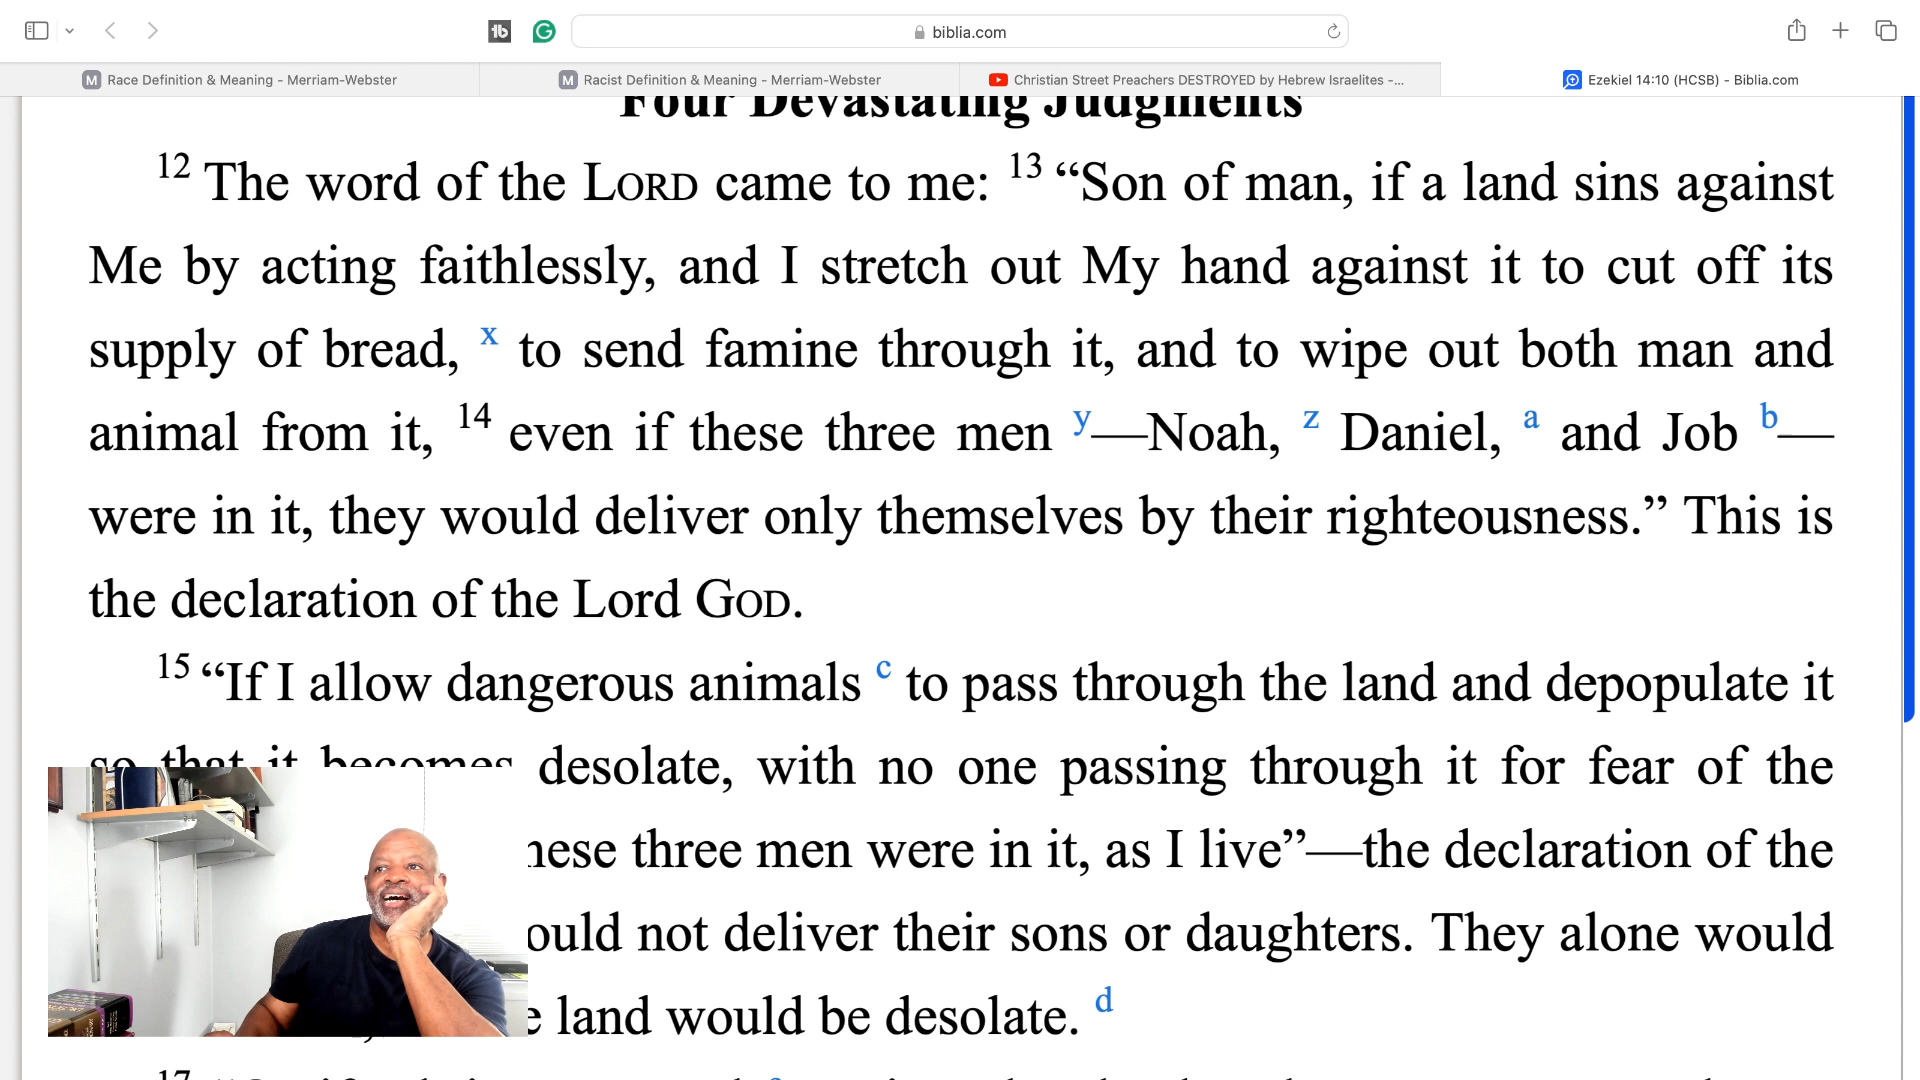 biblia.com
Race Definition & Meaning - Merriam-Webster
Racist Definition & Meaning - Merriam-Webster
Christian Street Preachers DESTROYED by Hebrew Israelites -...
Ezekiel 14:10 (HCSB) - Biblia.com
Four Devastating Judgments
12 The word of the LORD came to me: 13 “Son of man, if a land sins against
Me by acting faithlessly, and I stretch out My hand against it to cut off its
supply of bread, x to send famine through it, and to wipe out both man and
animal from it, 14 even if these three men y—Noah, z Daniel, a and Job b—
were in it, they would deliver only themselves by their righteousness.” This is
the declaration of the Lord GOD.
15 “If I allow dangerous animals c to pass through the land and depopulate it
so that it becomes desolate, with no one passing through it for fear of the
hese three men were in it, as I live”—the declaration of the
ould not deliver their sons or daughters. They alone would
e land would be desolate. d
17